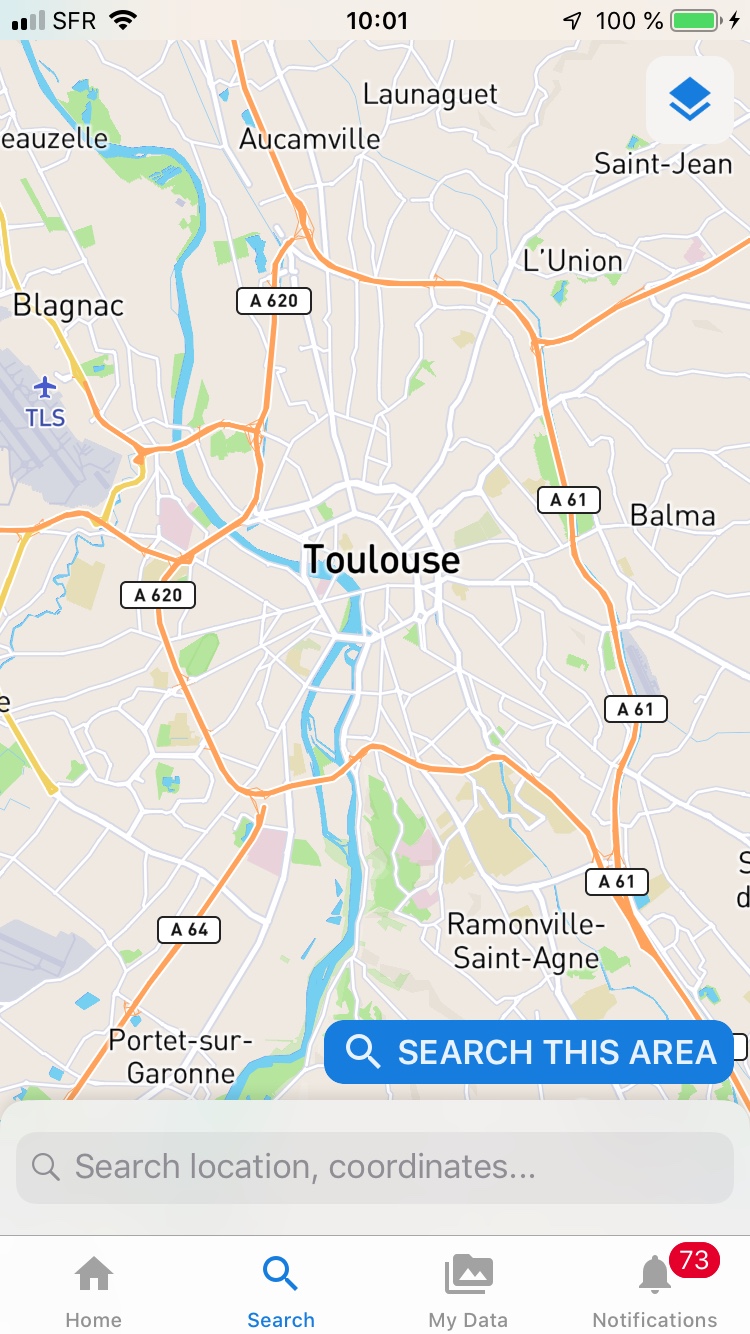 SFR 10:01 100 %
Launaguet
eauzelle
Aucamville
Saint-Jean
L'Union
A 620
Blagnac
TLS
A 61
Balma
Toulouse
A 620
e
A 61
S
d
A 61
Ramonville-
Saint-Agne
A 64
Portet-sur-
Garonne
SEARCH THIS AREA
Search location, coordinates...
73
Home Search My Data Notifications